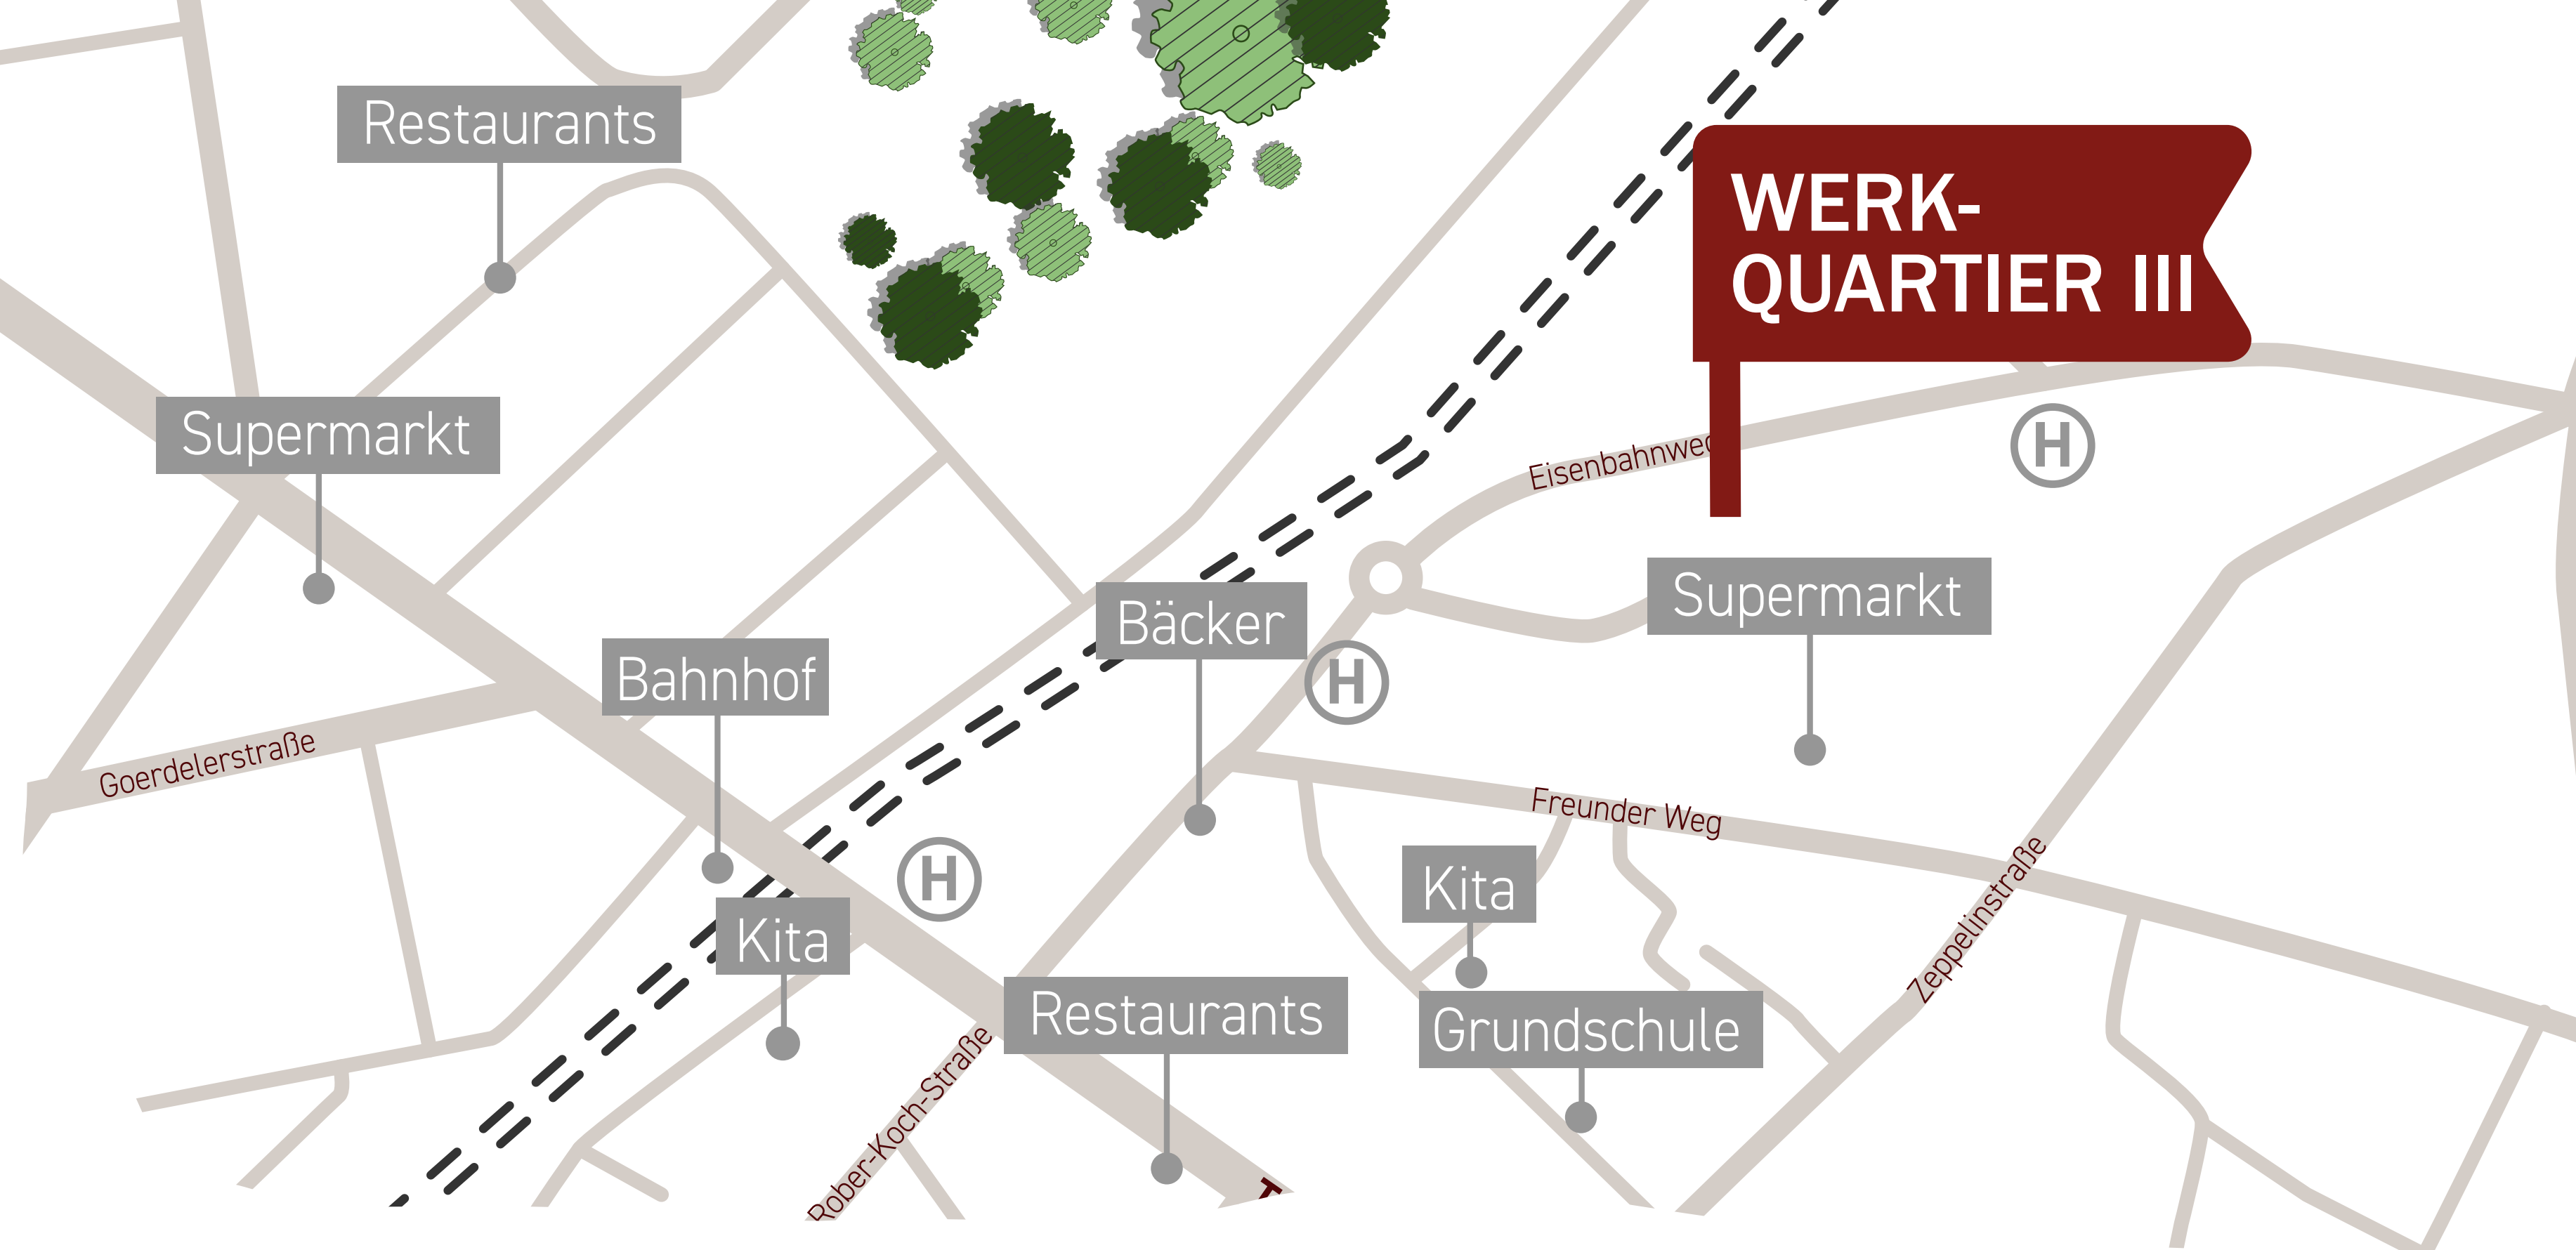 Restaurants
WERK-
QUARTIER III
Supermarkt
Eisenbahnweg
H
Supermarkt
Bäcker
Bahnhof
H
Goerdelerstraße
Freunder Weg
H
Kita
Kita
Zeppelinstraße
Restaurants
Grundschule
Rober-Koch-Straße